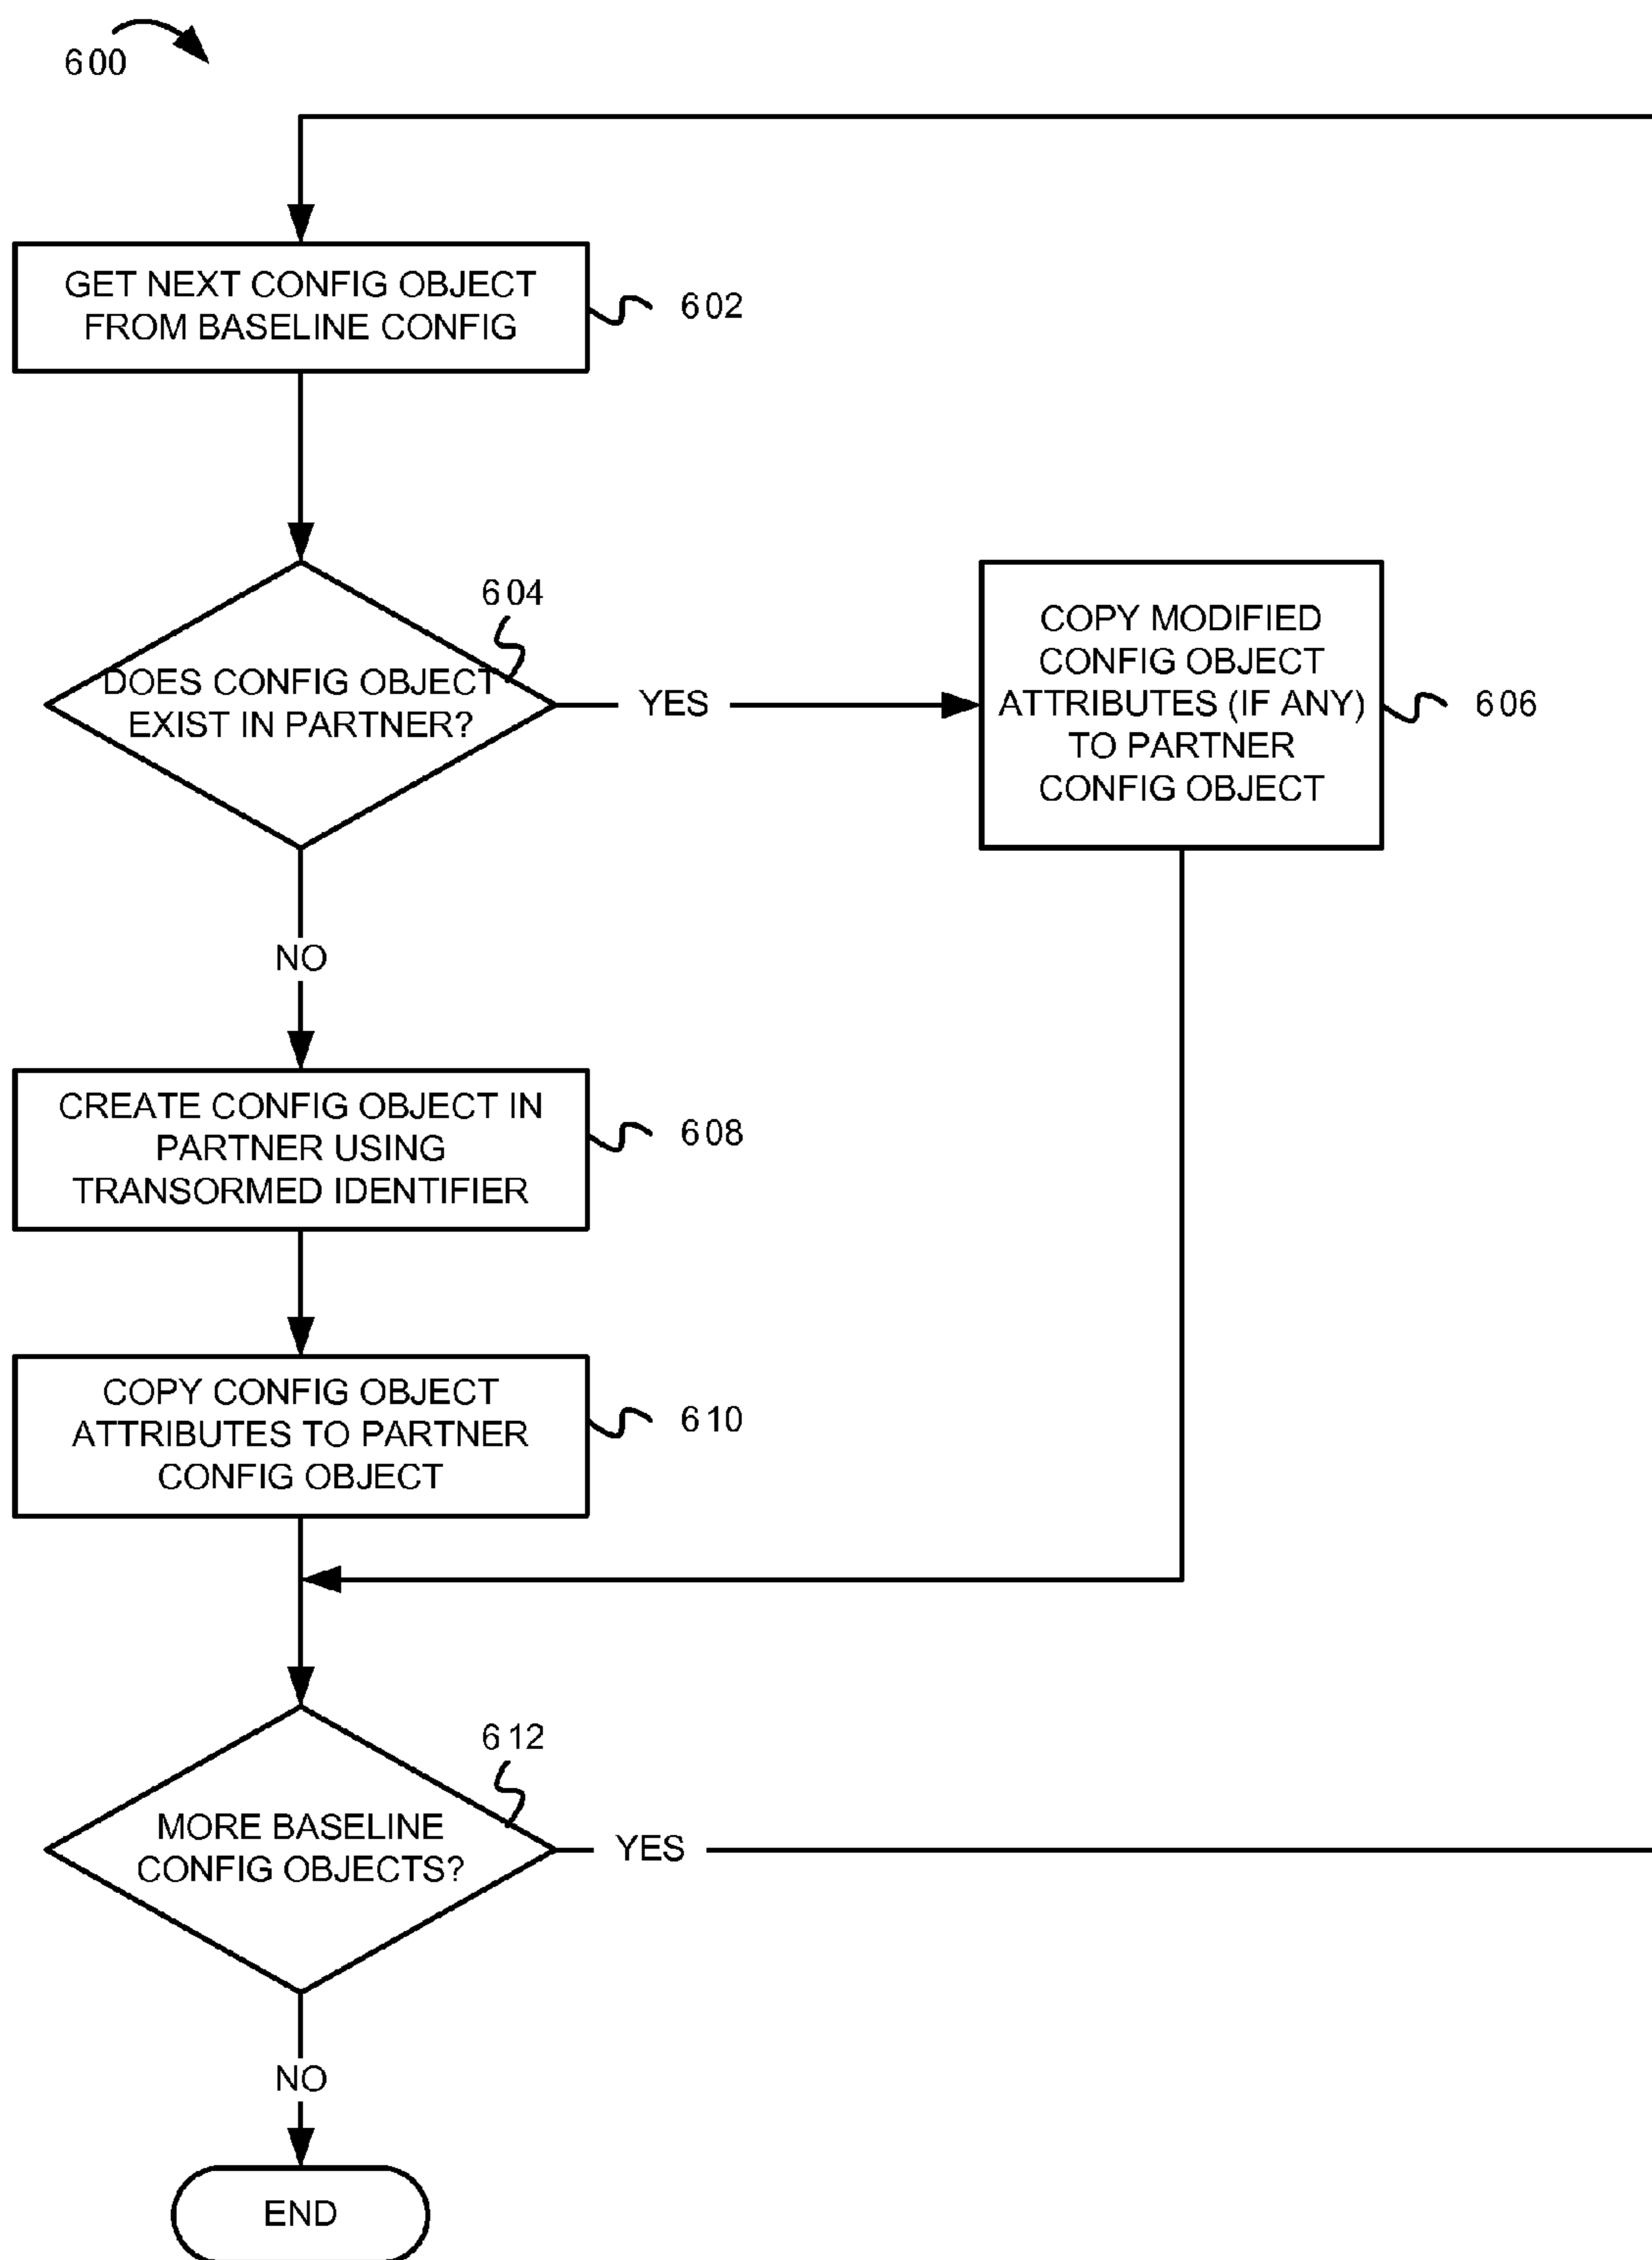 600
GET NEXT CONFIG OBJECT
FROM BASELINE CONFIG
602
604
DOES CONFIG OBJECT
EXIST IN PARTNER?
YES
COPY MODIFIED
CONFIG OBJECT
ATTRIBUTES (IF ANY)
TO PARTNER
CONFIG OBJECT
606
NO
CREATE CONFIG OBJECT IN
PARTNER USING
TRANSORMED IDENTIFIER
608
COPY CONFIG OBJECT
ATTRIBUTES TO PARTNER
CONFIG OBJECT
610
612
MORE BASELINE
CONFIG OBJECTS?
YES
NO
END